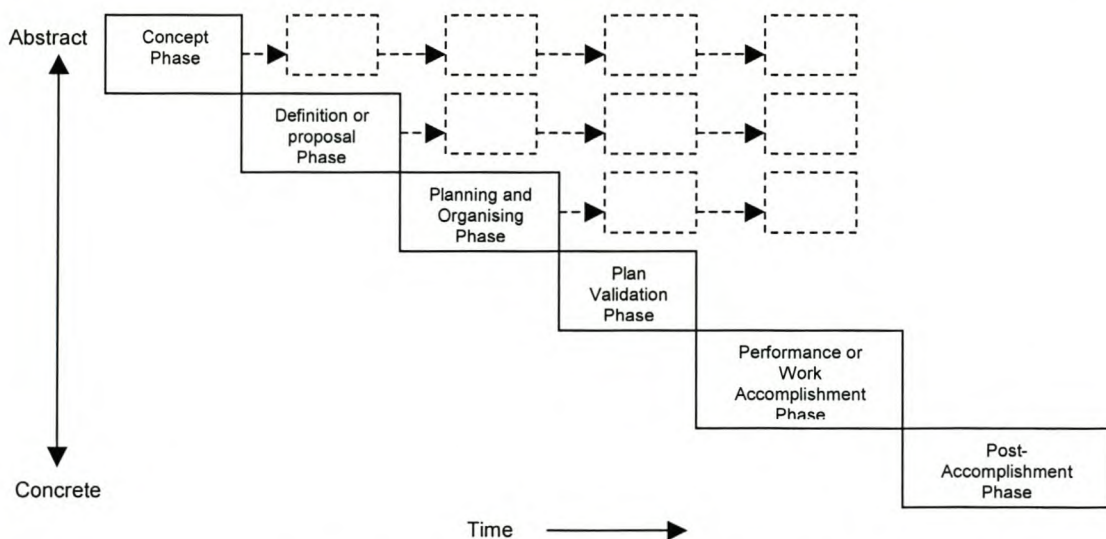 Abstract
Concept
Phase
Definition or
proposal
Phase
Planning and
Organising
Phase
Plan
Validation
Phase
Performance or
Work
Accomplishment
Phase
Post-
Accomplishment
Phase
Concrete
Time